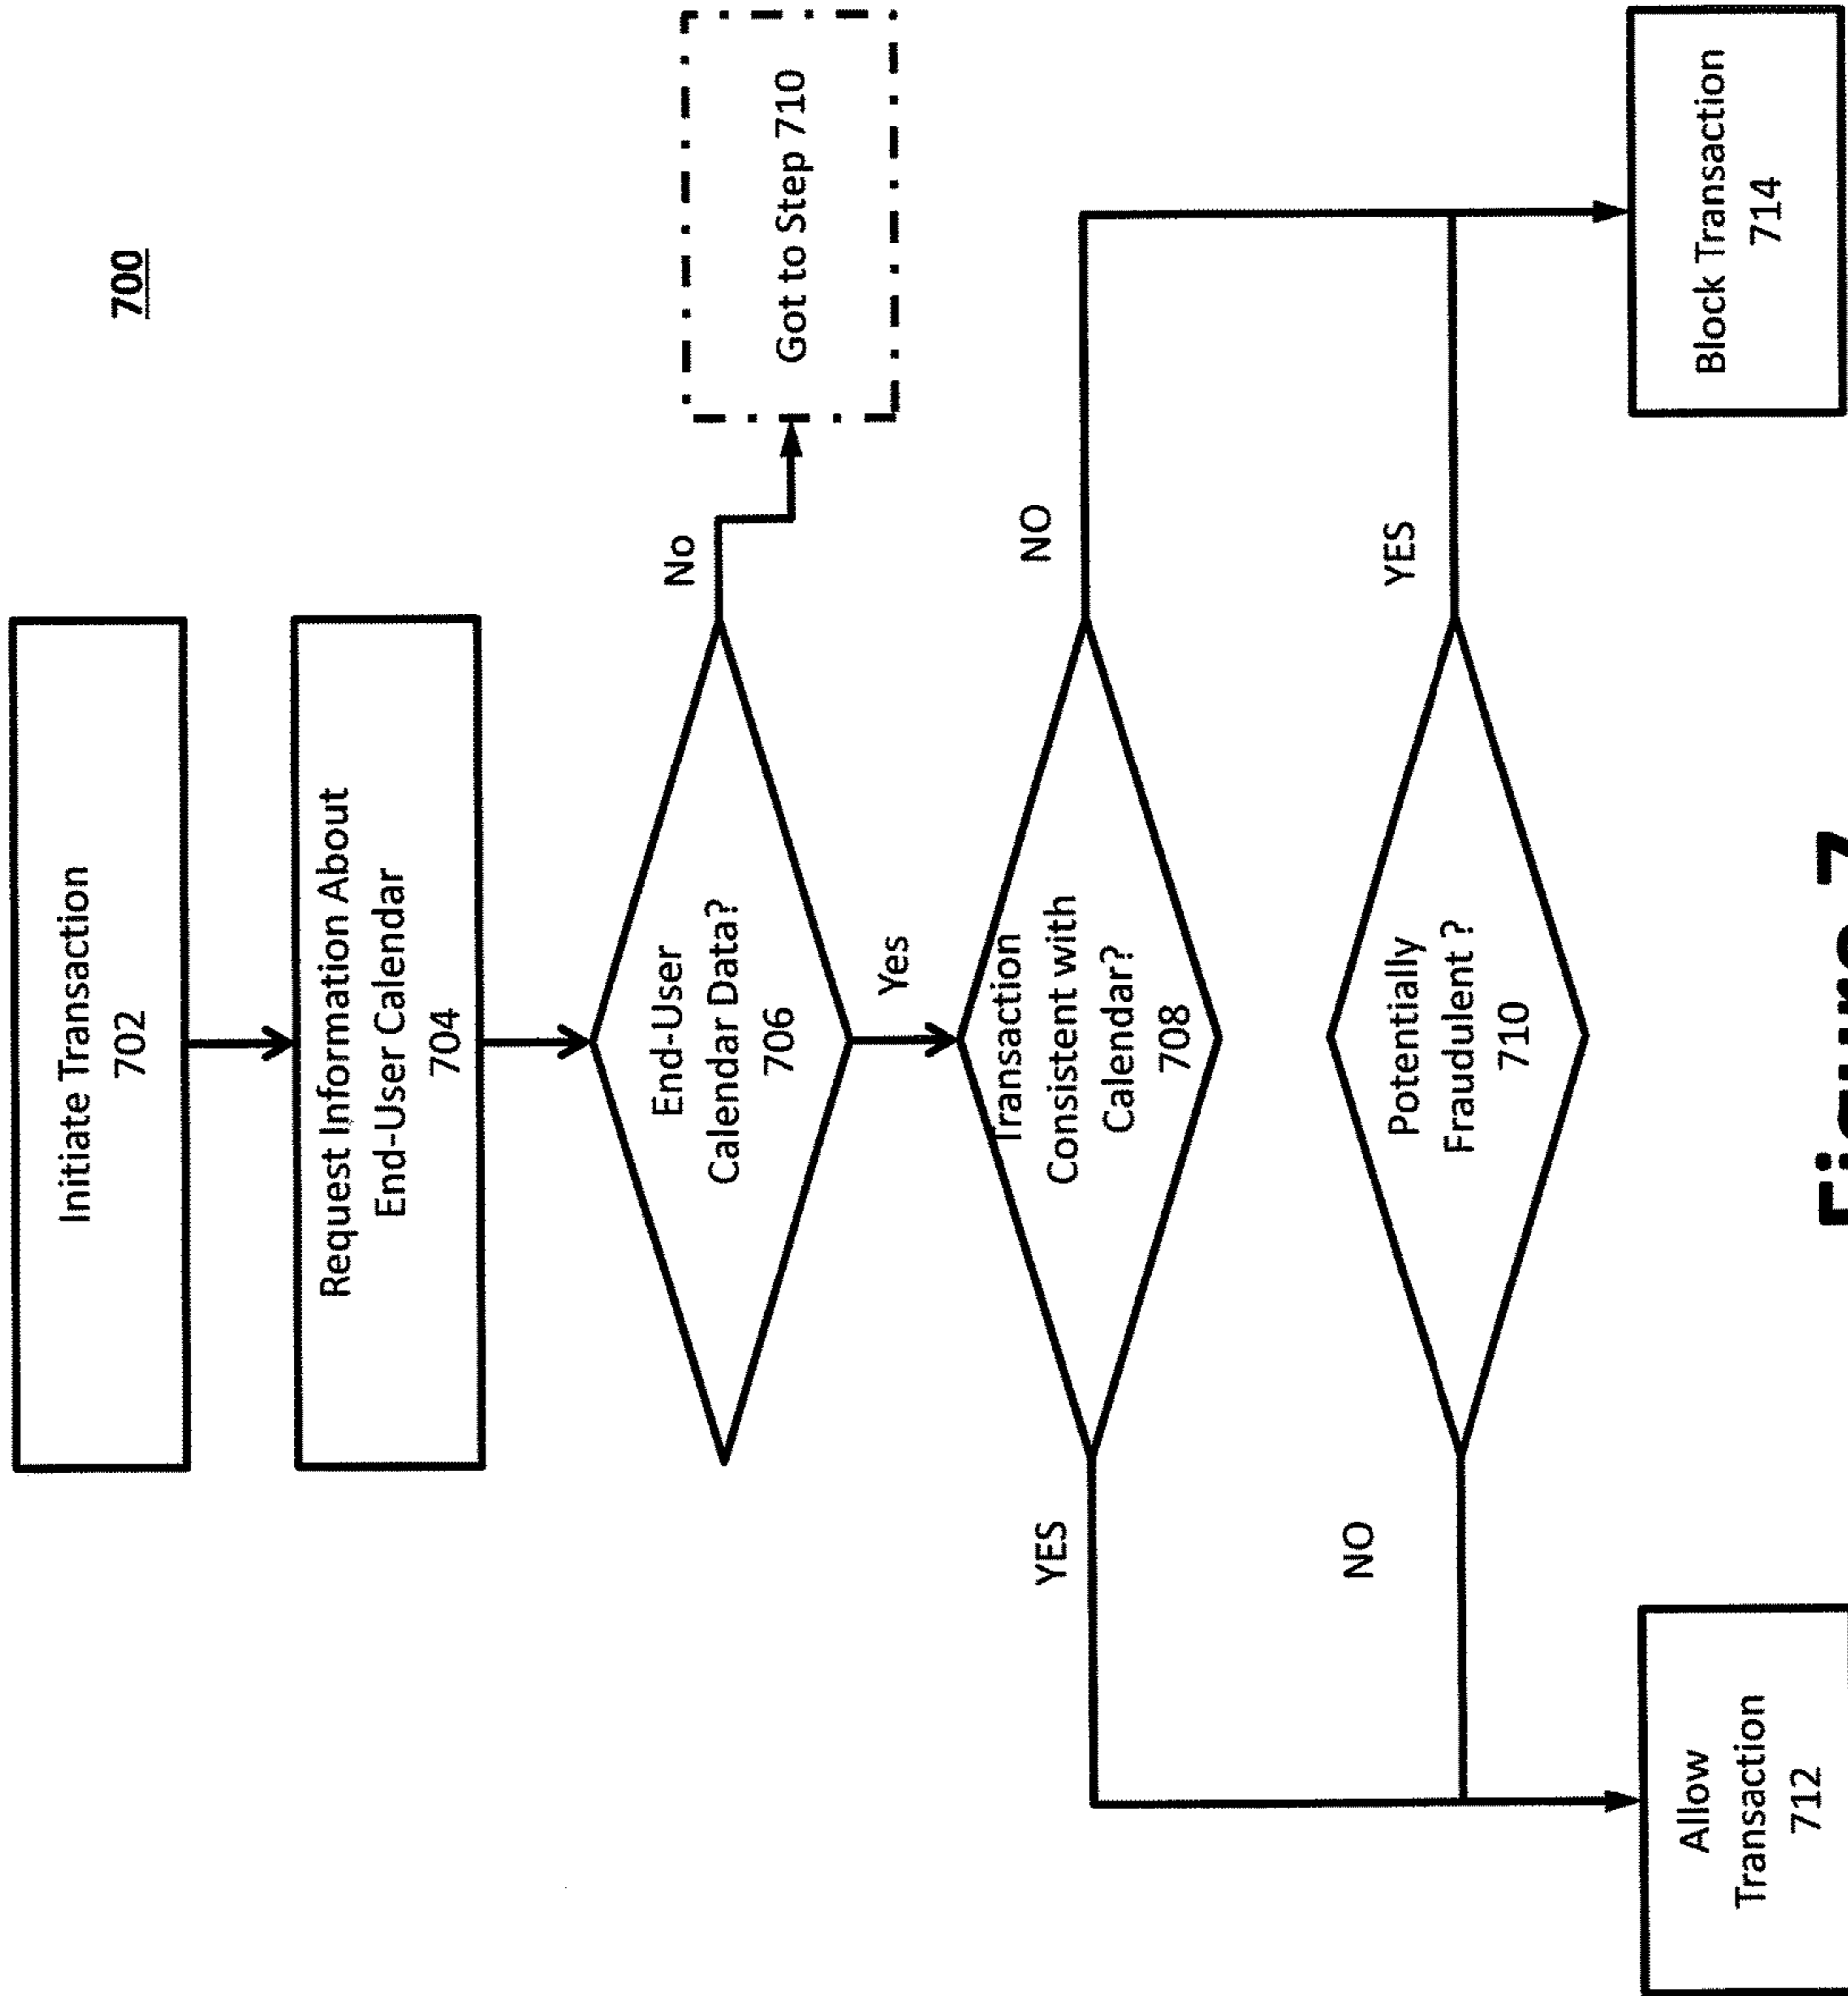 700
Initiate Transaction
702
Request Information About
End-User Calendar
704
End-User
Calendar Data?
706
No
Got to Step 710
Yes
Transaction
Consistent with
Calendar?
708
YES
NO
Potentially
Fraudulent ?
710
NO
YES
Allow
Transaction
712
Block Transaction
714
Figure 7